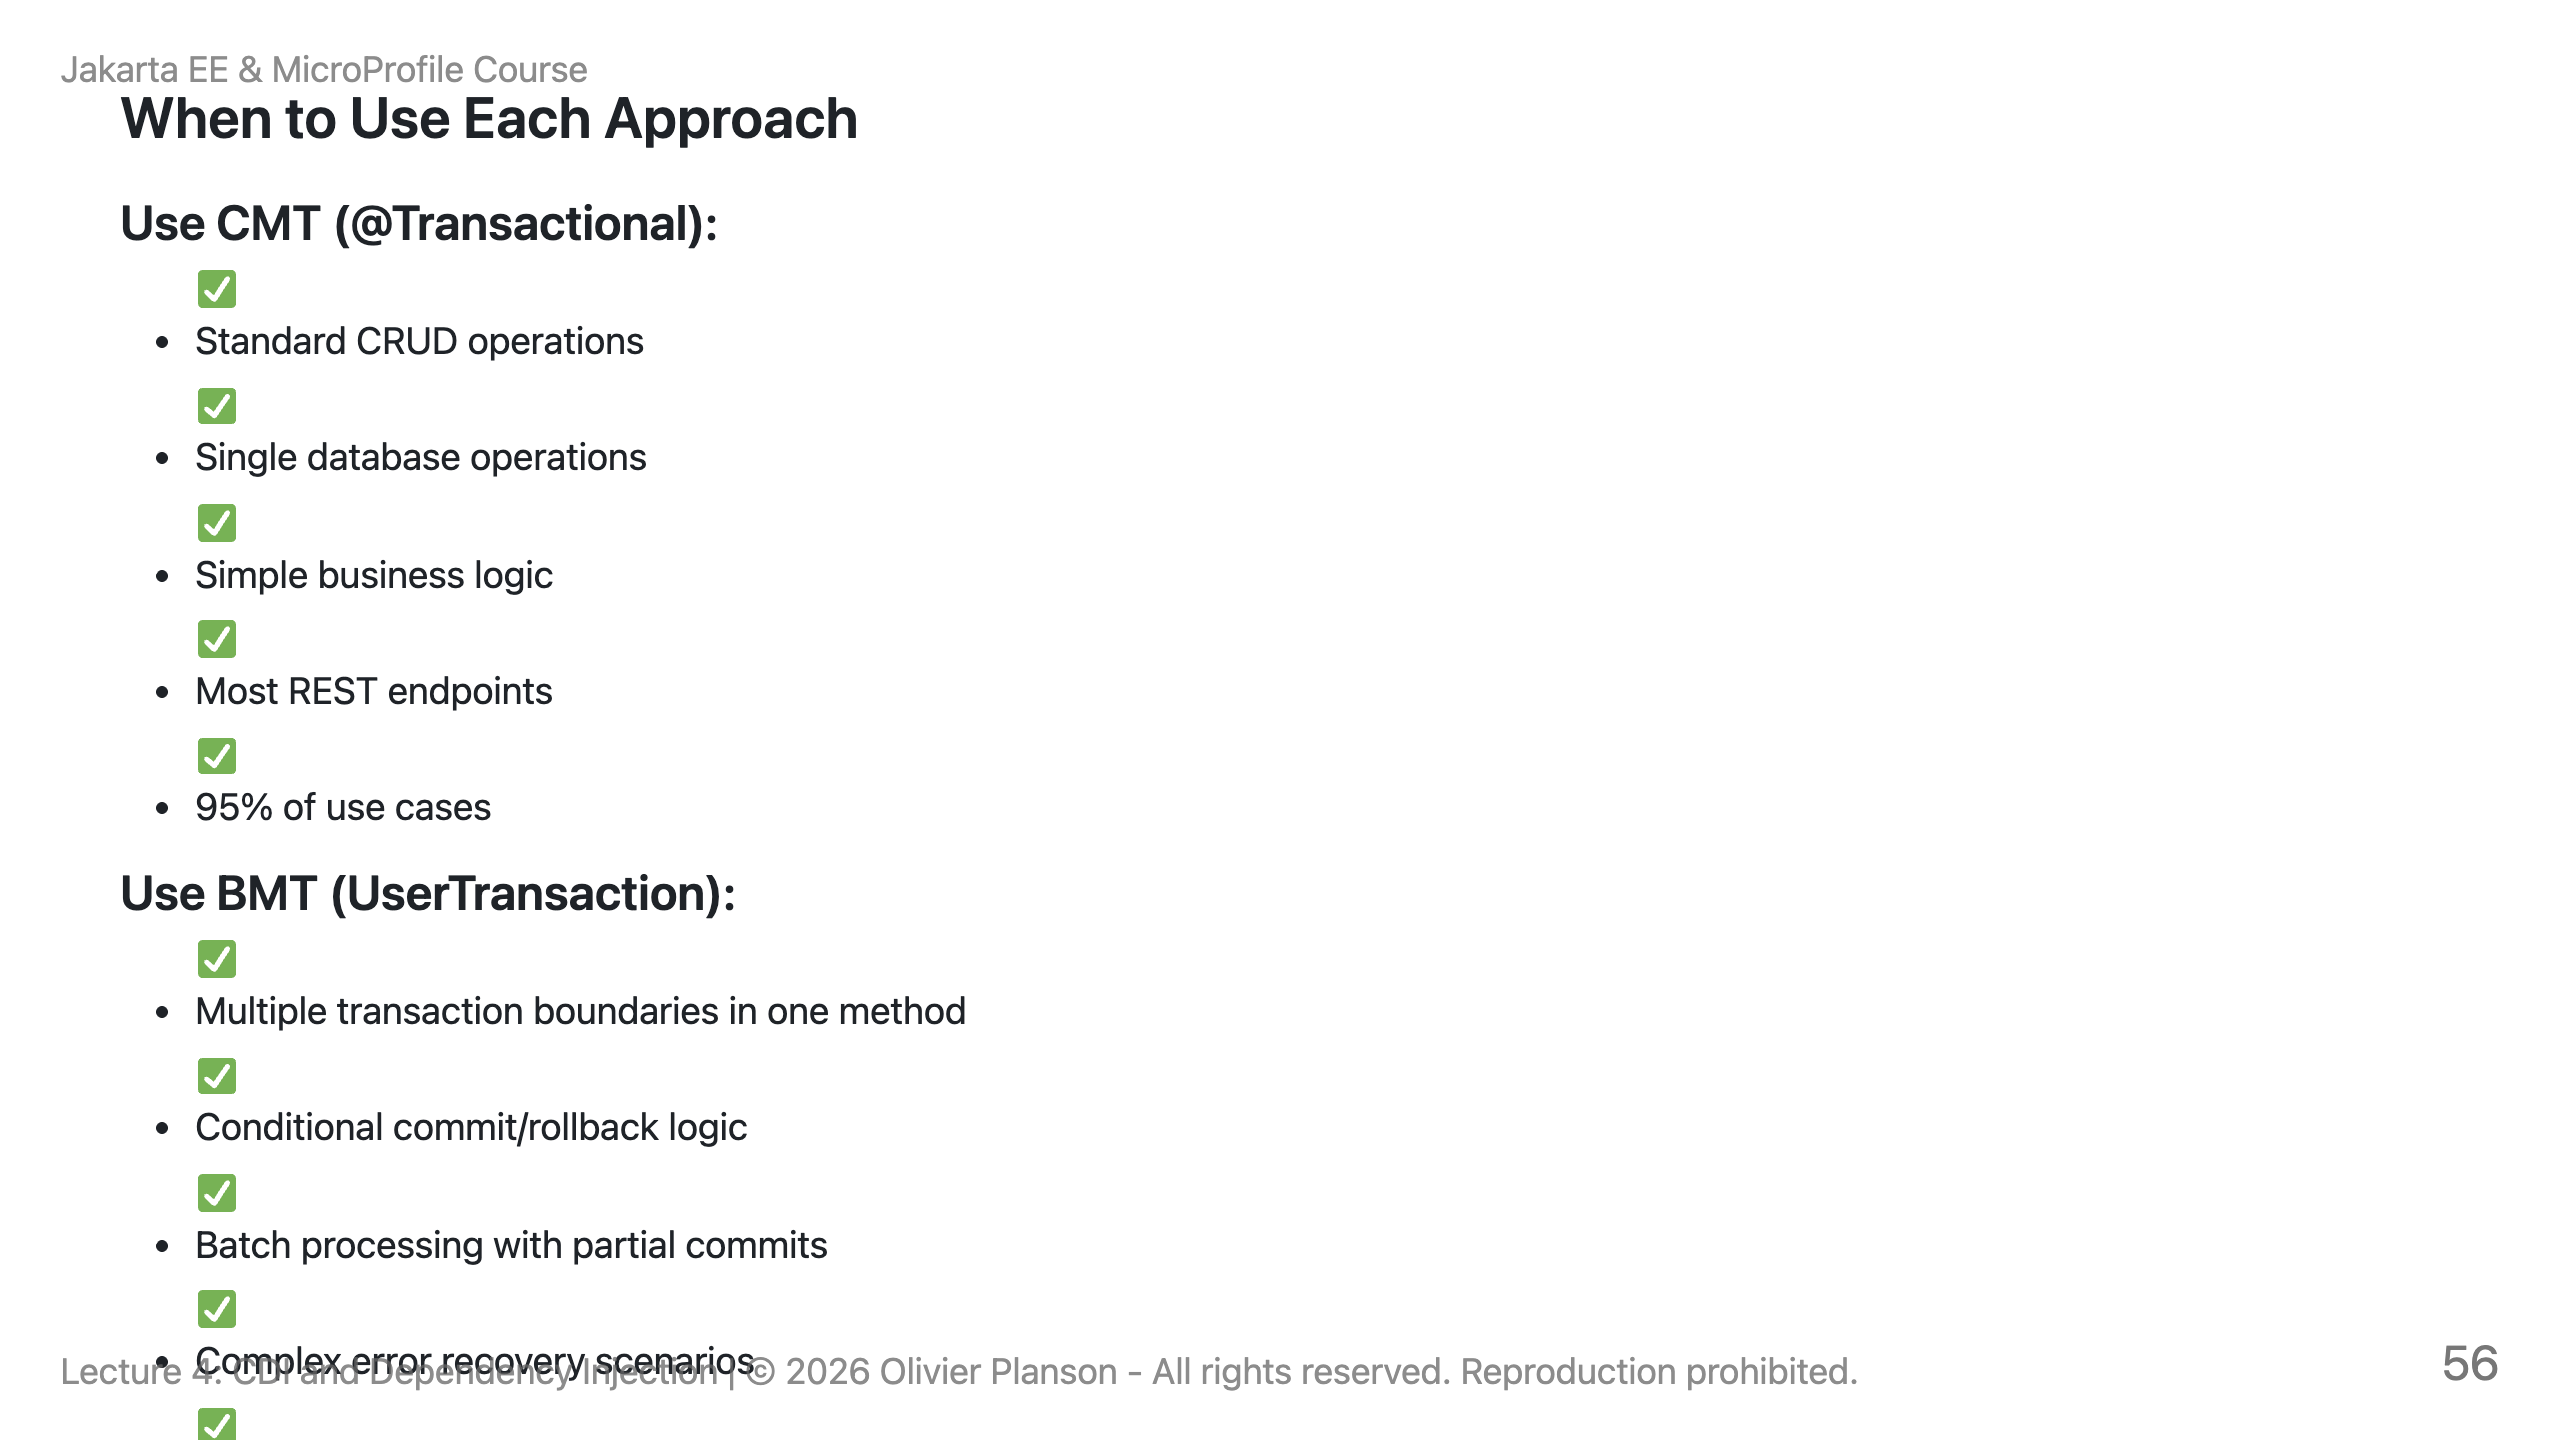 Jakarta EE & MicroProfile Course
When to Use Each Approach
Use CMT (@Transactional):
✅
• Standard CRUD operations
✅
• Single database operations
✅
• Simple business logic
✅
• Most REST endpoints
✅
• 95% of use cases
Use BMT (UserTransaction):
✅
• Multiple transaction boundaries in one method
✅
• Conditional commit/rollback logic
✅
• Batch processing with partial commits
✅
• Complex error recovery scenarios
Lecture 4: CDI and Dependency Injection | © 2026 Olivier Planson - All rights reserved. Reproduction prohibited.
56
✅